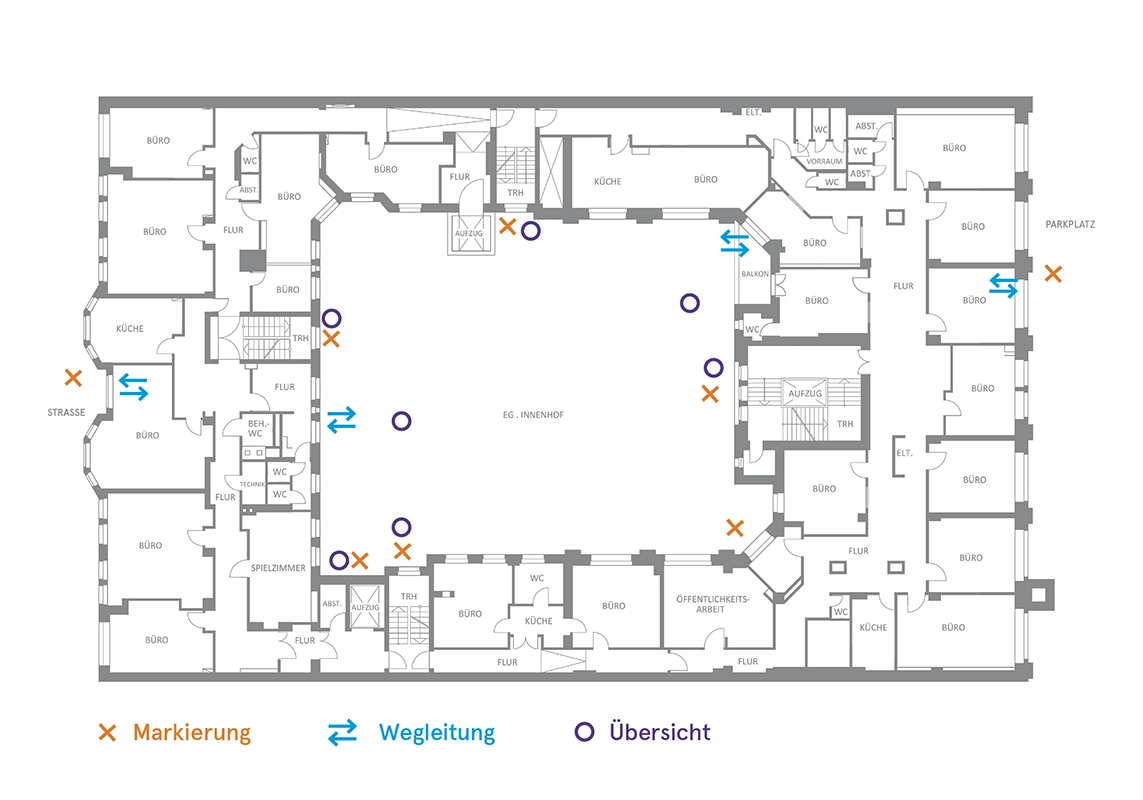 ELT.
BÜRO
WC
ABST.
BÜRO
WC
WC
VORRAUM
WC
ABST.
BÜRO
FLUR
KÜCHE
BÜRO
WC
ABST.
BÜRO
TRH
BÜRO
FLUR
AUFZUG
PARKPLATZ
BÜRO
BÜRO
BALKON
BÜRO
FLUR
BÜRO
BÜRO
BÜRO
KÜCHE
TRH
WC
STRASSE
FLUR
BÜRO
AUFZUG
EG . INNENHOF
TRH
BEH.-
WC
BÜRO
ELT.
WC
TECHNIK
WC
FLUR
BÜRO
BÜRO
BÜRO
FLUR
BÜRO
SPIELZIMMER
WC
ABST.
AUFZUG
TRH
BÜRO
KÜCHE
BÜRO
ÖFFENTLICHKEITS-
ARBEIT
WC
KÜCHE
BÜRO
BÜRO
FLUR
FLUR
FLUR
Markierung
Wegleitung
Übersicht